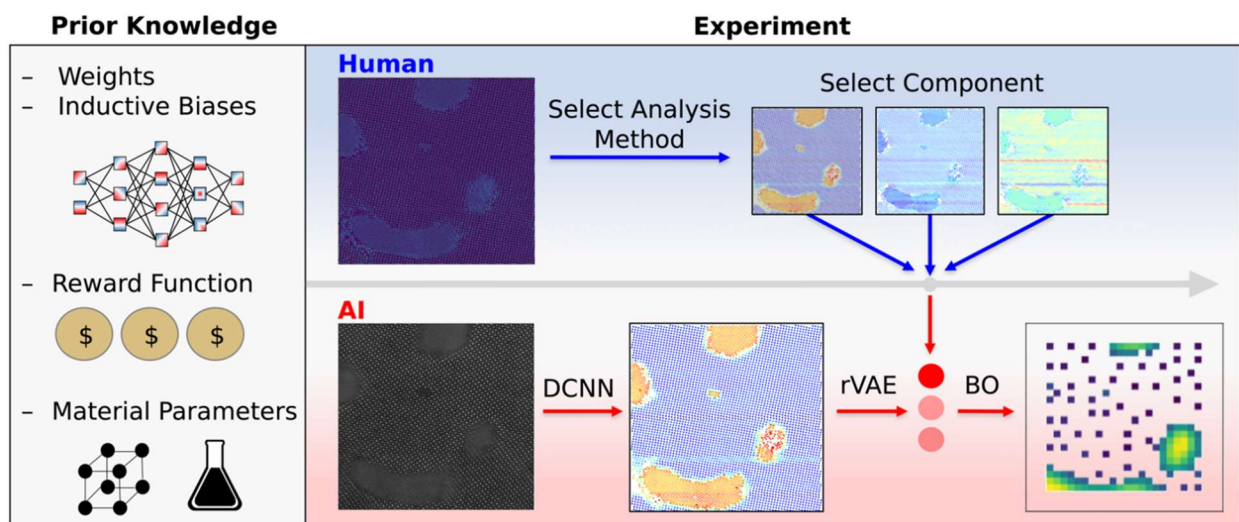 Prior Knowledge
– Weights
– Inductive Biases
– Reward Function
$ $ $
– Material Parameters
Experiment
Human
Select Analysis
Method
Select Component
AI
DCNN
rVAE
BO